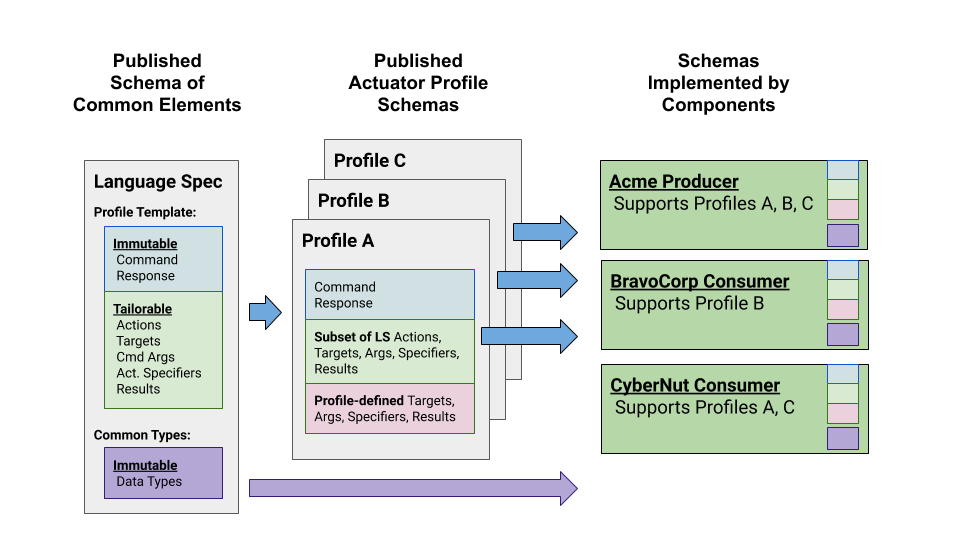 Published
Schema of
Common Elements
Published
Actuator Profile
Schemas
Schemas
Implemented by
Components
Language Spec
Profile Template:
Immutable
Command
Response
Tailorable
Actions
Targets
Cmd Args
Act. Specifiers
Results
Common Types:
Immutable
Data Types
Profile C
Profile B
Profile A
Command
Response
Subset of LS Actions,
Targets, Args, Specifiers,
Results
Profile-defined Targets,
Args, Specifiers, Results
Acme Producer
Supports Profiles A, B, C
BravoCorp Consumer
Supports Profile B
CyberNut Consumer
Supports Profiles A, C